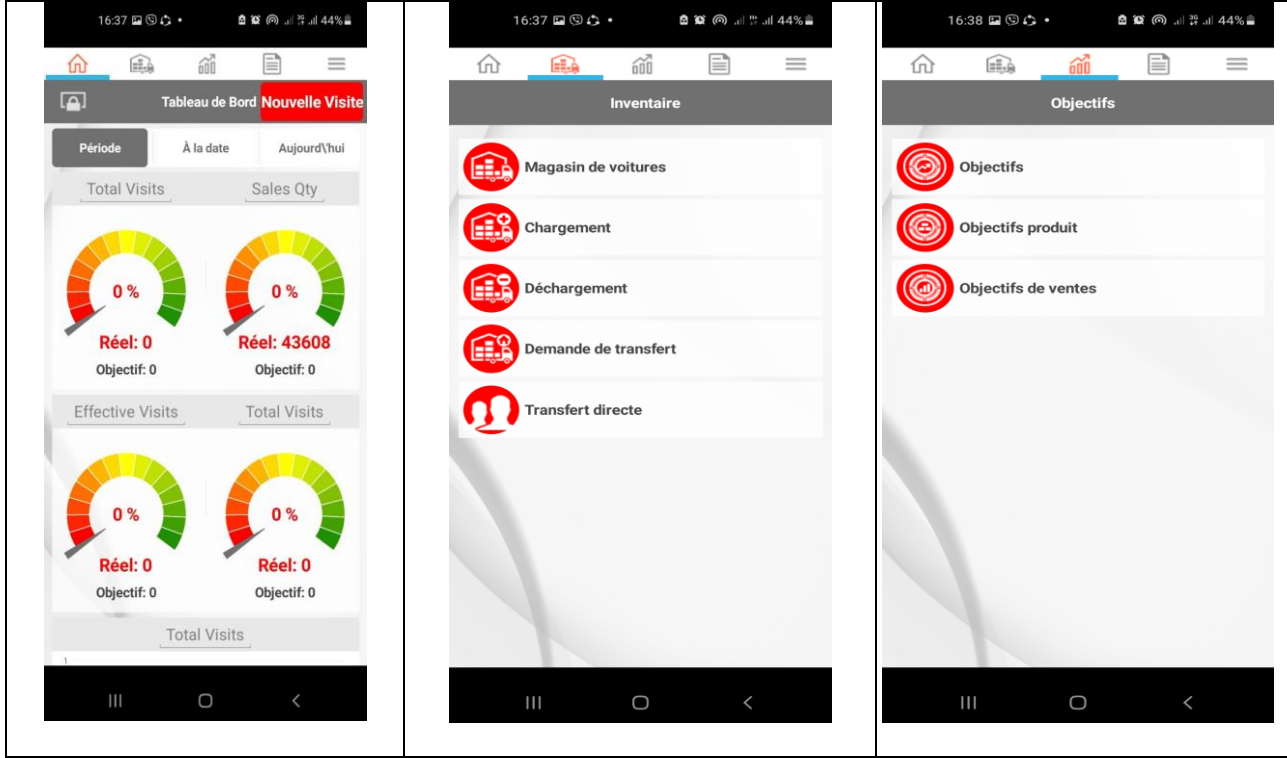 16:37
44%
Tableau de Bord Nouvelle Visite
Période À la date Aujourd\'hui
Total Visits Sales Qty
0 % 0 %
Réel: 0 Réel: 43608
Objectif: 0 Objectif: 0
Effective Visits Total Visits
0 % 0 %
Réel: 0 Réel: 0
Objectif: 0 Objectif: 0
Total Visits
1
16:37
44%
Inventaire
Magasin de voitures
Chargement
Déchargement
Demande de transfert
Transfert directe
16:38
44%
Objectifs
Objectifs
Objectifs produit
Objectifs de ventes